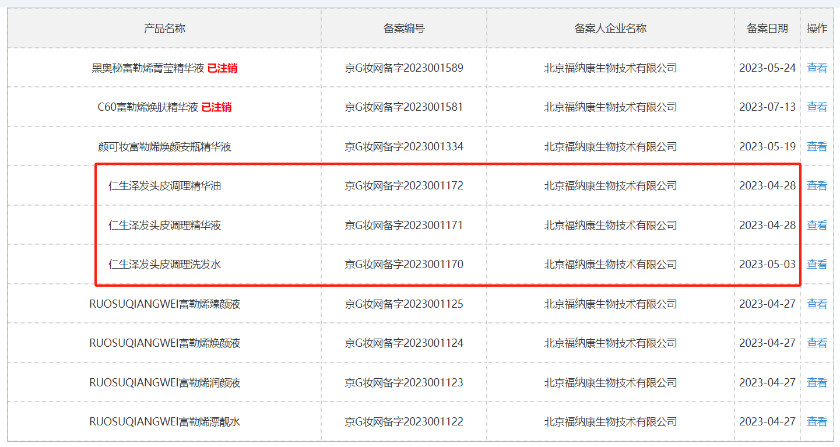 产品名称 备案编号 备案人企业名称 备案日期 操作
黑奥秘富勒烯菁莹精华液 已注销 京G妆网备字2023001589 北京福纳康生物技术有限公司 2023-05-24 查看
C60富勒烯焕肤精华液 已注销 京G妆网备字2023001581 北京福纳康生物技术有限公司 2023-07-13 查看
颜可妆富勒烯焕颜安瓶精华液 京G妆网备字2023001334 北京福纳康生物技术有限公司 2023-05-19 查看
仁生泽发头皮调理精华油 京G妆网备字2023001172 北京福纳康生物技术有限公司 2023-04-28 查看
仁生泽发头皮调理精华液 京G妆网备字2023001171 北京福纳康生物技术有限公司 2023-04-28 查看
仁生泽发头皮调理洗发水 京G妆网备字2023001170 北京福纳康生物技术有限公司 2023-05-03 查看
RUOSUQIANGWEI富勒烯臻颜液 京G妆网备字2023001125 北京福纳康生物技术有限公司 2023-04-27 查看
RUOSUQIANGWEI富勒烯焕颜液 京G妆网备字2023001124 北京福纳康生物技术有限公司 2023-04-27 查看
RUOSUQIANGWEI富勒烯润颜液 京G妆网备字2023001123 北京福纳康生物技术有限公司 2023-04-27 查看
RUOSUQIANGWEI富勒烯漂靓水 京G妆网备字2023001122 北京福纳康生物技术有限公司 2023-04-27 查看